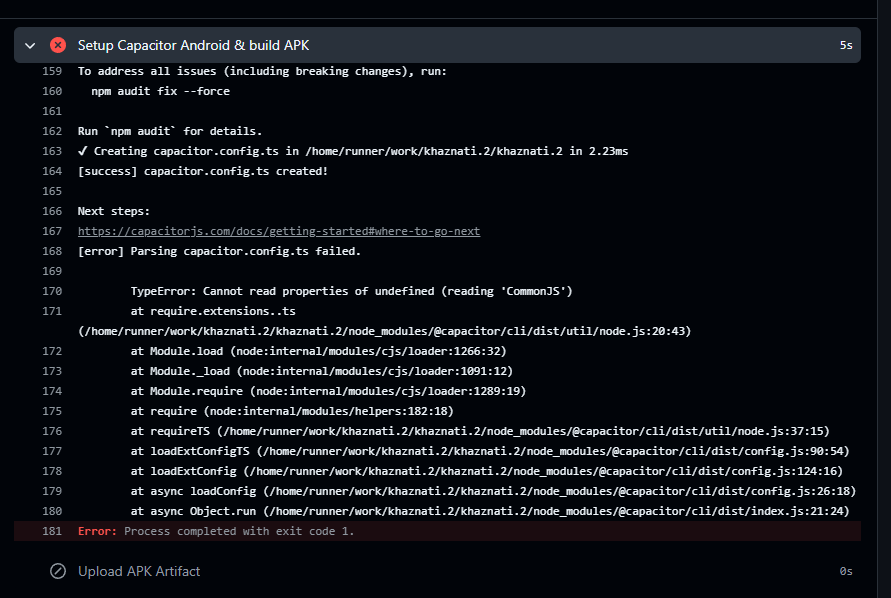 Setup Capacitor Android & build APK 5s
159 To address all issues (including breaking changes), run:
160 npm audit fix --force
161
162 Run `npm audit` for details.
163 ✓ Creating capacitor.config.ts in /home/runner/work/khaznati.2/khaznati.2 in 2.23ms
164 [success] capacitor.config.ts created!
165
166 Next steps:
167 https://capacitorjs.com/docs/getting-started#where-to-go-next
168 [error] Parsing capacitor.config.ts failed.
169
170 TypeError: Cannot read properties of undefined (reading 'CommonJS')
171 at require.extensions..ts
(/home/runner/work/khaznati.2/khaznati.2/node_modules/@capacitor/cli/dist/util/node.js:20:43)
172 at Module.load (node:internal/modules/cjs/loader:1266:32)
173 at Module._load (node:internal/modules/cjs/loader:1091:12)
174 at Module.require (node:internal/modules/cjs/loader:1289:19)
175 at require (node:internal/modules/helpers:182:18)
176 at requireTS (/home/runner/work/khaznati.2/khaznati.2/node_modules/@capacitor/cli/dist/util/node.js:37:15)
177 at loadExtConfigTS (/home/runner/work/khaznati.2/khaznati.2/node_modules/@capacitor/cli/dist/config.js:90:54)
178 at loadExtConfig (/home/runner/work/khaznati.2/khaznati.2/node_modules/@capacitor/cli/dist/config.js:124:16)
179 at async loadConfig (/home/runner/work/khaznati.2/khaznati.2/node_modules/@capacitor/cli/dist/config.js:26:18)
180 at async Object.run (/home/runner/work/khaznati.2/khaznati.2/node_modules/@capacitor/cli/dist/index.js:21:24)
181 Error: Process completed with exit code 1.
Upload APK Artifact 0s